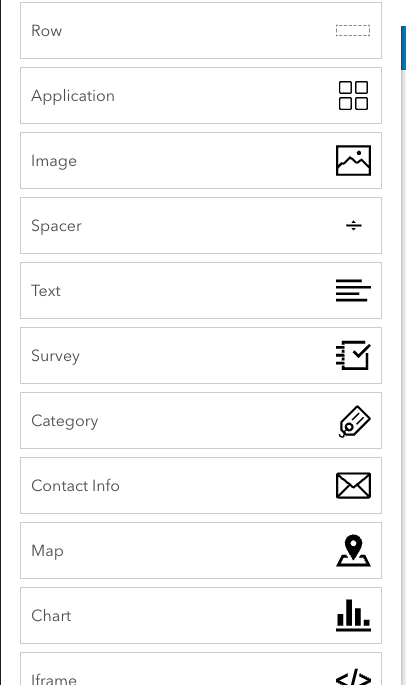 Row
Application
Image
Spacer
Text
Survey
Category
Contact Info
Map
Chart
Iframe